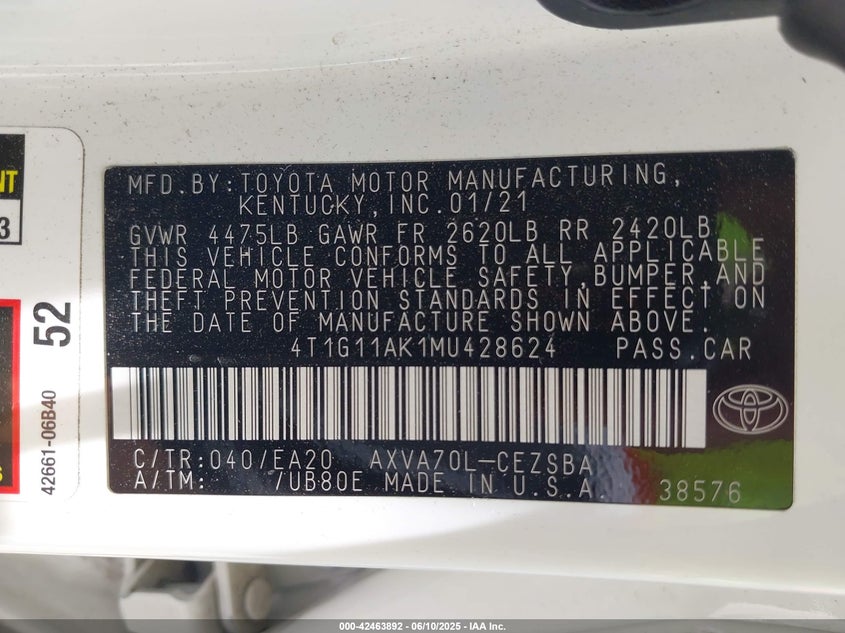 MFD.BY:TOYOTA MOTOR MANUFACTURING,
KENTUCKY,INC.01/21
GVWR 4475LB GAWR FR 2620LB RR 2420LB
THIS VEHICLE CONFORMS TO ALL APPLICABLE
FEDERAL MOTOR VEHICLE SAFETY,BUMPER,AND
THEFT PREVENTION STANDARDS IN EFFECT ON
THE DATE OF MANUFACTURE SHOWN ABOVE.
4T1G11AK1MU428624 PASS.CAR
C/TR:040/EA20 AXVA70L-CEZSBA
A/TM: 7UB80E MADE IN U.S.A. 38576
52
42661-06B40
3
000-42463892 - 06/10/2025 - IAA Inc.